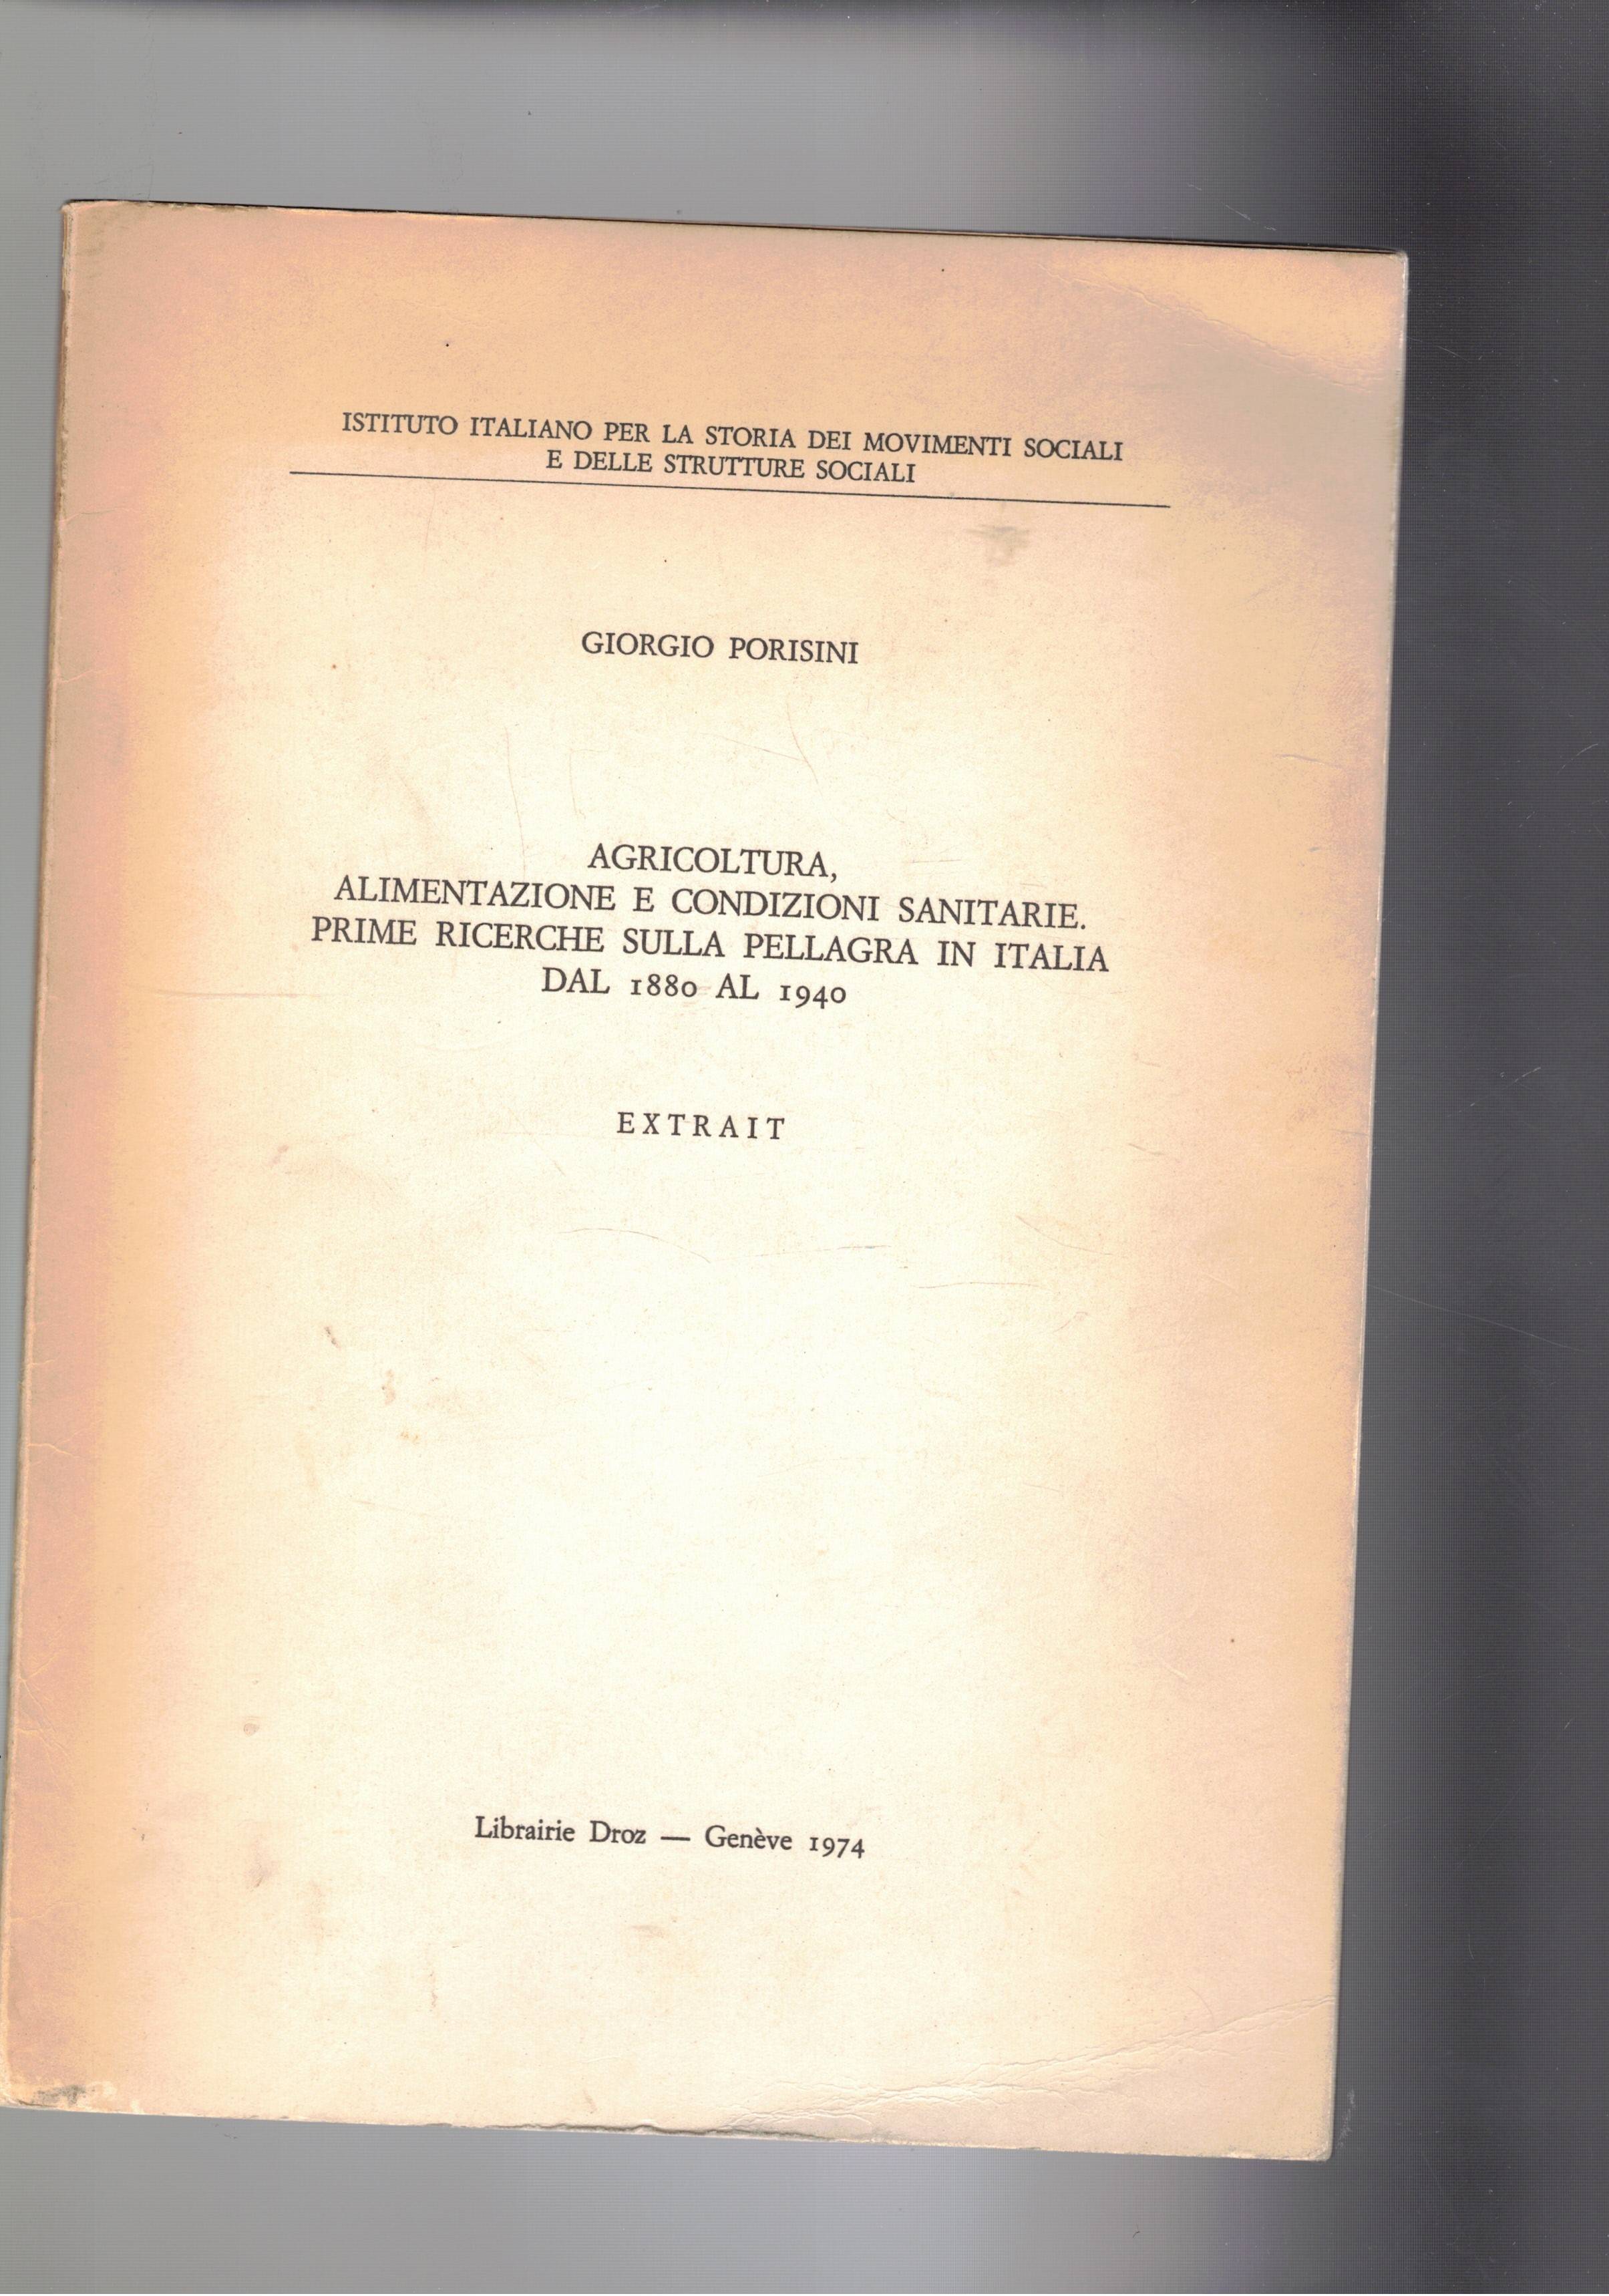 ISTITUTO ITALIANO PER LA STORIA DEI MOVIMENTI SOCIALI
E DELLE STRUTTURE SOCIALI
GIORGIO PORISINI
AGRICOLTURA,
ALIMENTAZIONE E CONDIZIONI SANITARIE.
PRIME RICERCHE SULLA PELLAGRA IN ITALIA
DAL 1880 AL 1940
EXTRAIT
Librairie Droz — Genève 1974